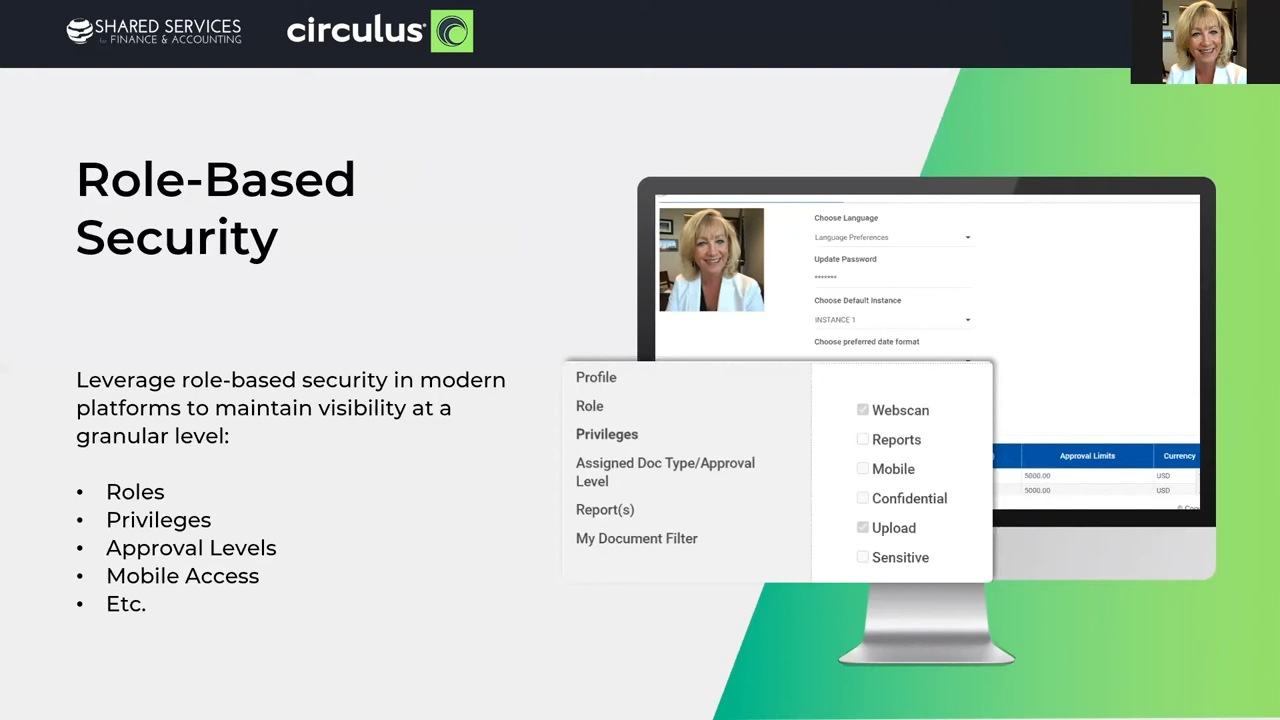 SHARED SERVICES
for FINANCE & ACCOUNTING
circulus®
Role-Based
Security
Leverage role-based security in modern
platforms to maintain visibility at a
granular level:
• Roles
• Privileges
• Approval Levels
• Mobile Access
• Etc.
Choose Language
Language Preferences
Update Password
*******
Choose Default Instance
INSTANCE 1
Choose preferred date format
Profile
Role
Privileges
Assigned Doc Type/Approval
Level
Report(s)
My Document Filter
Webscan
Reports
Mobile
Confidential
Upload
Sensitive
Approval Limits Currency
5000.00 USD
5000.00 USD